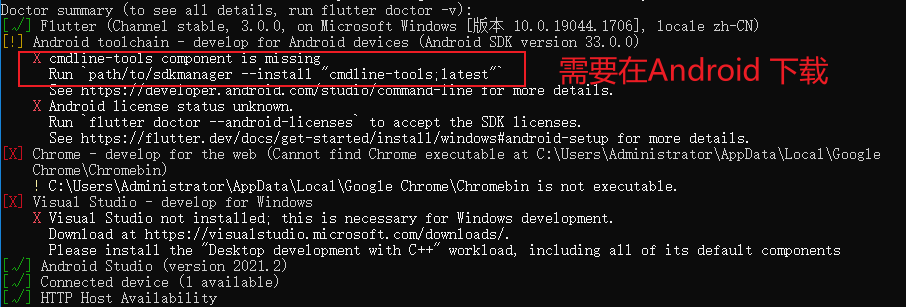 Doctor summary (to see all details, run flutter doctor -v):
[√] Flutter (Channel stable, 3.0.0, on Microsoft Windows [版本 10.0.19044.1706], locale zh-CN)
[!] Android toolchain - develop for Android devices (Android SDK version 33.0.0)
X cmdline-tools component is missing
Run `path/to/sdkmanager --install "cmdline-tools;latest"`
需要在Android 下载
See https://developer.android.com/studio/command-line for more details.
X Android license status unknown.
Run `flutter doctor --android-licenses` to accept the SDK licenses.
See https://flutter.dev/docs/get-started/install/windows#android-setup for more details.
[X] Chrome - develop for the web (Cannot find Chrome executable at C:\Users\Administrator\AppData\Local\Google
Chrome\Chromebin)
! C:\Users\Administrator\AppData\Local\Google Chrome\Chromebin is not executable.
[X] Visual Studio - develop for Windows
X Visual Studio not installed; this is necessary for Windows development.
Download at https://visualstudio.microsoft.com/downloads/.
Please install the "Desktop development with C++" workload, including all of its default components
[√] Android Studio (version 2021.2)
[√] Connected device (1 available)
[√] HTTP Host Availability